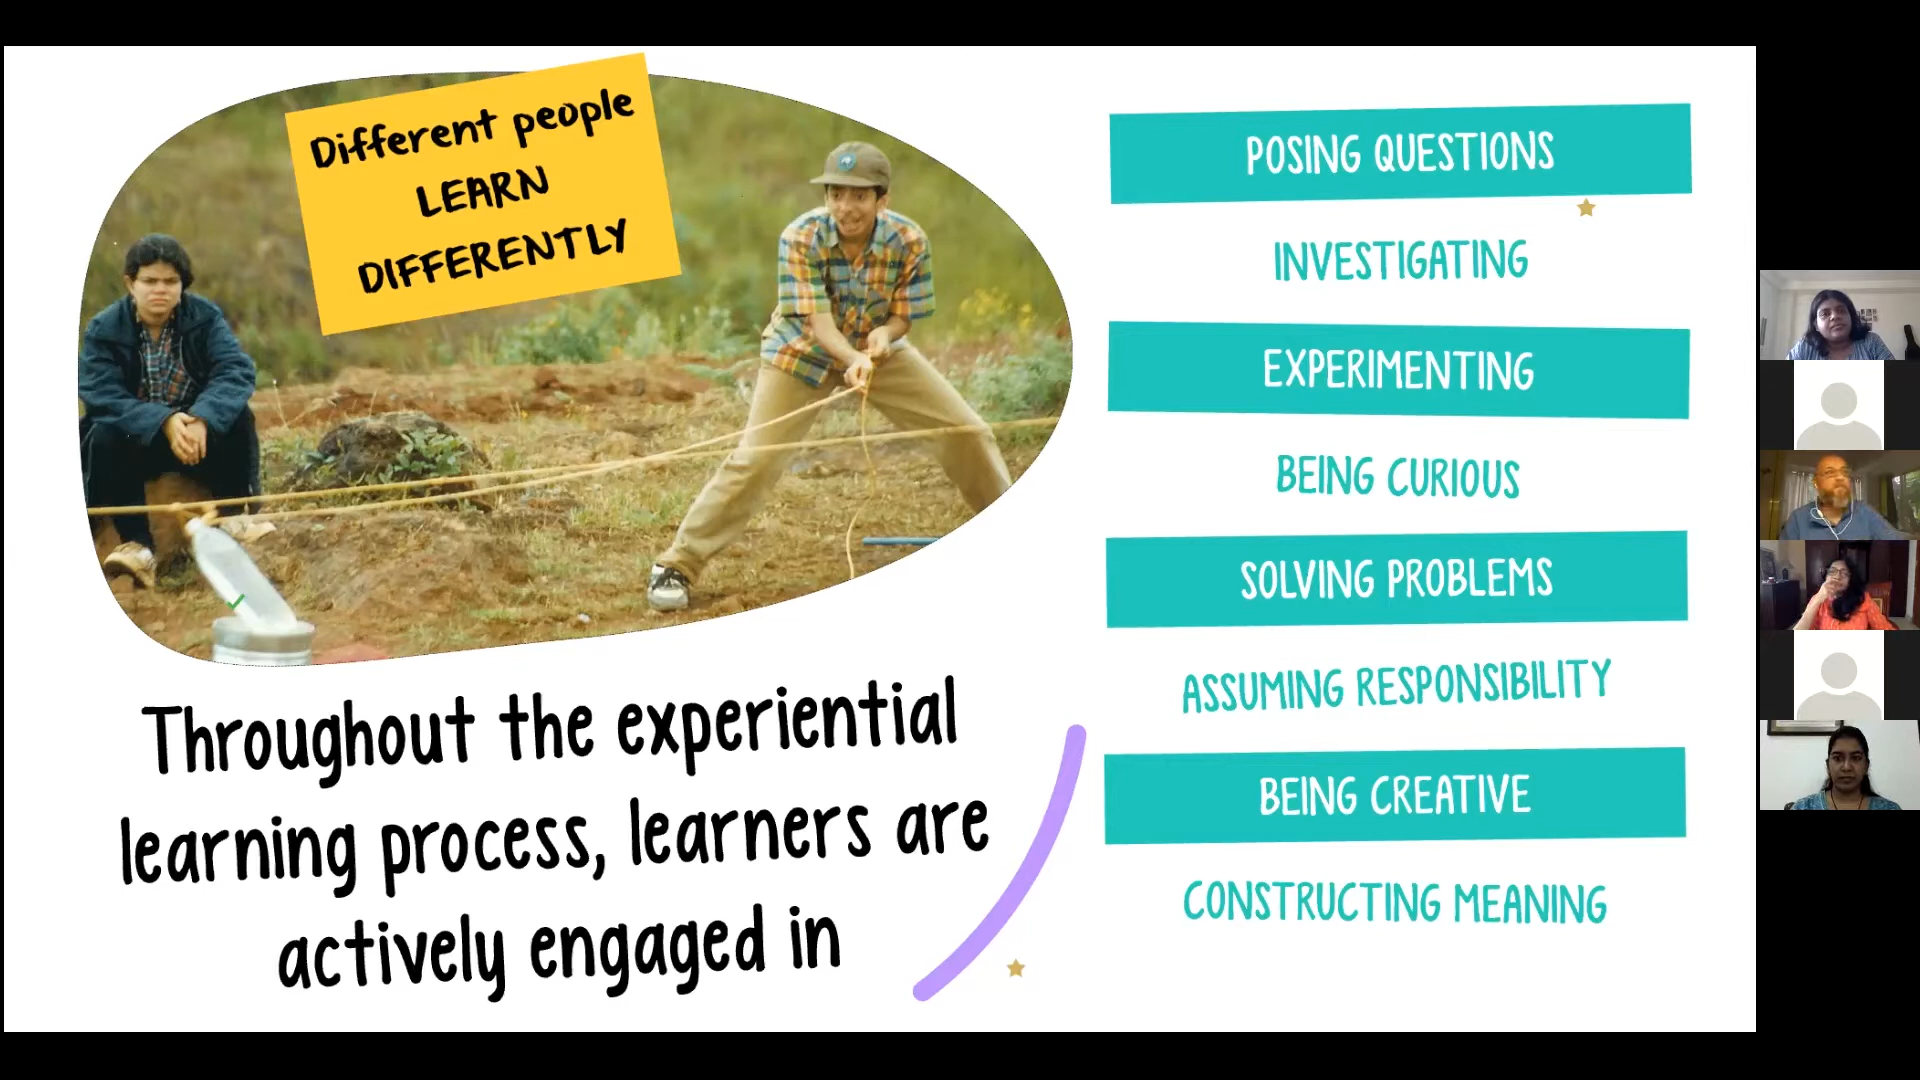 Different people
LEARN
DIFFERENTLY
Throughout the experiential
learning process, learners are
actively engaged in
POSING QUESTIONS
INVESTIGATING
EXPERIMENTING
BEING CURIOUS
SOLVING PROBLEMS
ASSUMING RESPONSIBILITY
BEING CREATIVE
CONSTRUCTING MEANING